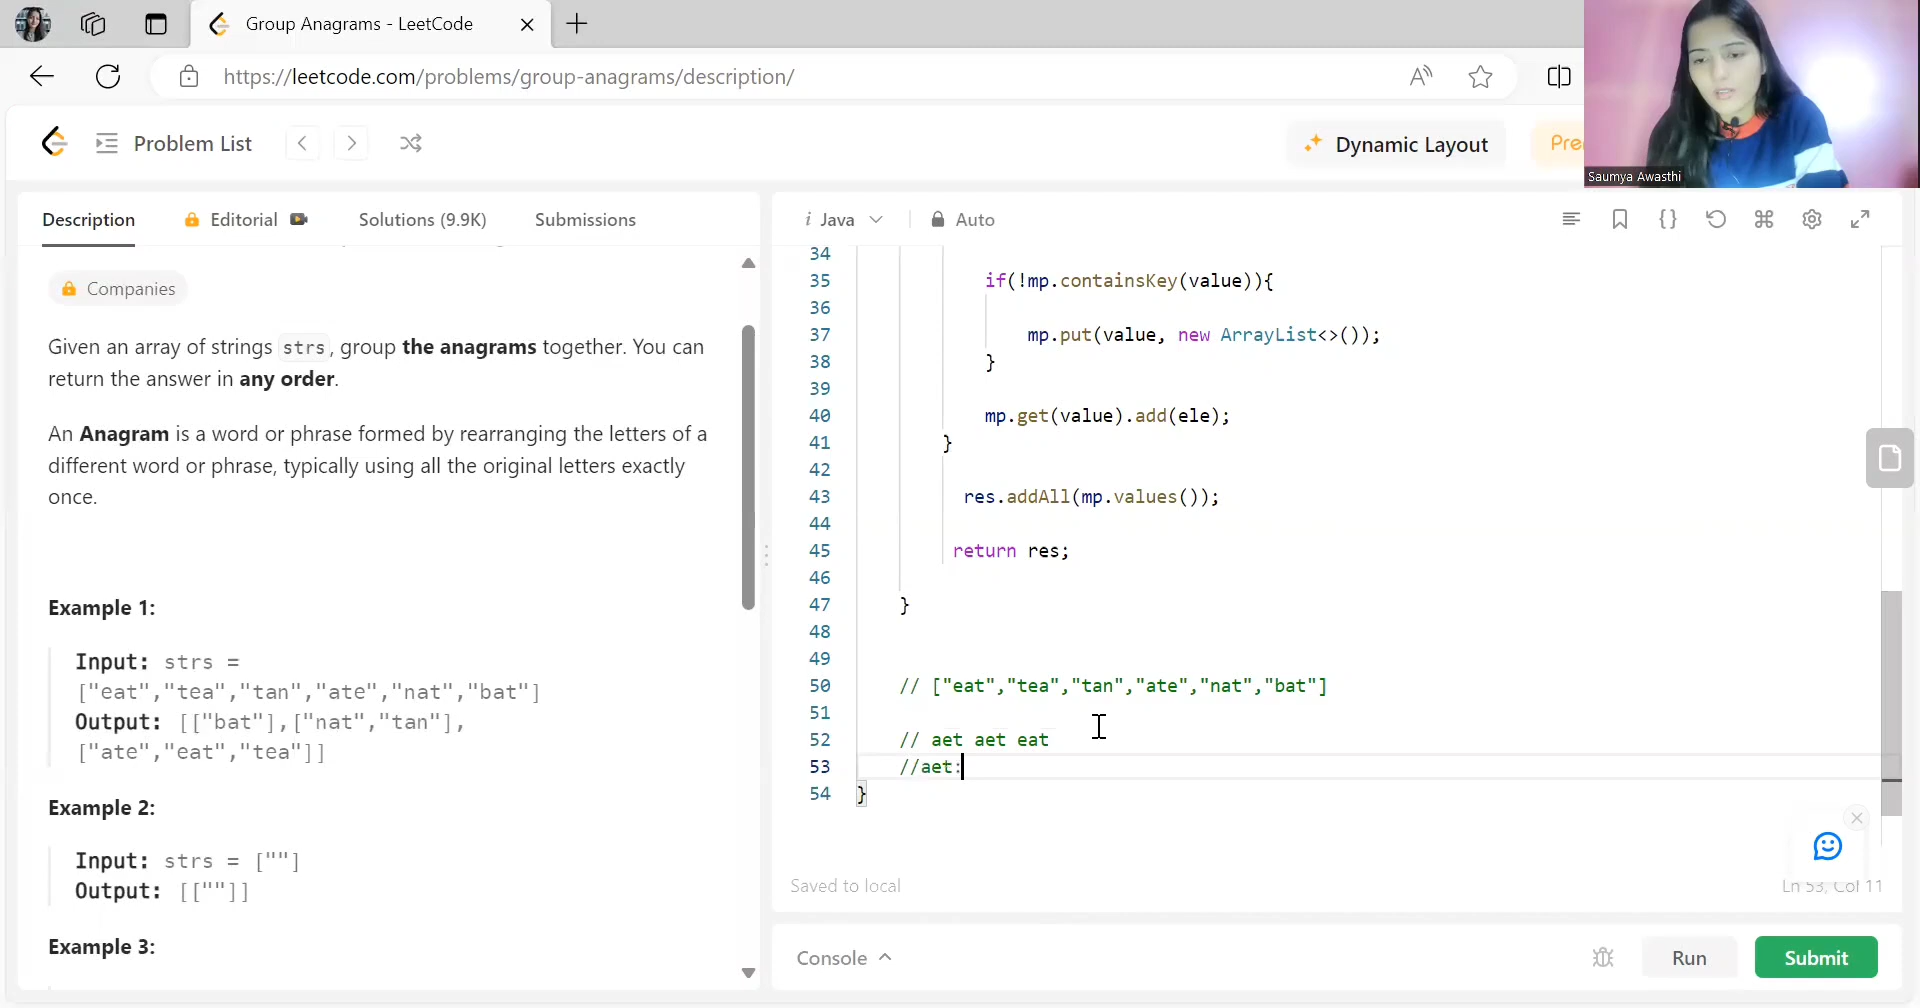 Group Anagrams - LeetCode
https://leetcode.com/problems/group-anagrams/description/
Problem List
Dynamic Layout
Pre
Saumya Awasthi
Description
Editorial
Solutions (9.9K)
Submissions
Companies
Given an array of strings strs, group the anagrams together. You can
return the answer in any order.
An Anagram is a word or phrase formed by rearranging the letters of a
different word or phrase, typically using all the original letters exactly
once.
Example 1:
Input: strs =
["eat","tea","tan","ate","nat","bat"]
Output: [["bat"],["nat","tan"],
["ate","eat","tea"]]
Example 2:
Input: strs = [""]
Output: [[""]]
Example 3:
i Java
Auto
34
35 if(!mp.containsKey(value)){
36
37 mp.put(value, new ArrayList<>());
38 }
39
40 mp.get(value).add(ele);
41 }
42
43 res.addAll(mp.values());
44
45 return res;
46
47 }
48
49
50 // ["eat","tea","tan","ate","nat","bat"]
51
52 // aet aet eat
53 //aet:
54 }
Saved to local
Ln 53, Col 11
Console
Run
Submit